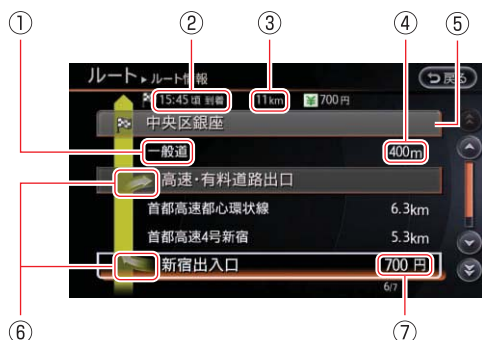 ① ② ③ ④ ⑤
ルート ▸ ルート情報 戻る
15:45頃 到着 11km 700円
中央区銀座
一般道 400m
高速・有料道路出口
首都高速都心環状線 6.3km
首都高速4号新宿 5.3km
新宿出入口 700 円
6/7
⑥ ⑦